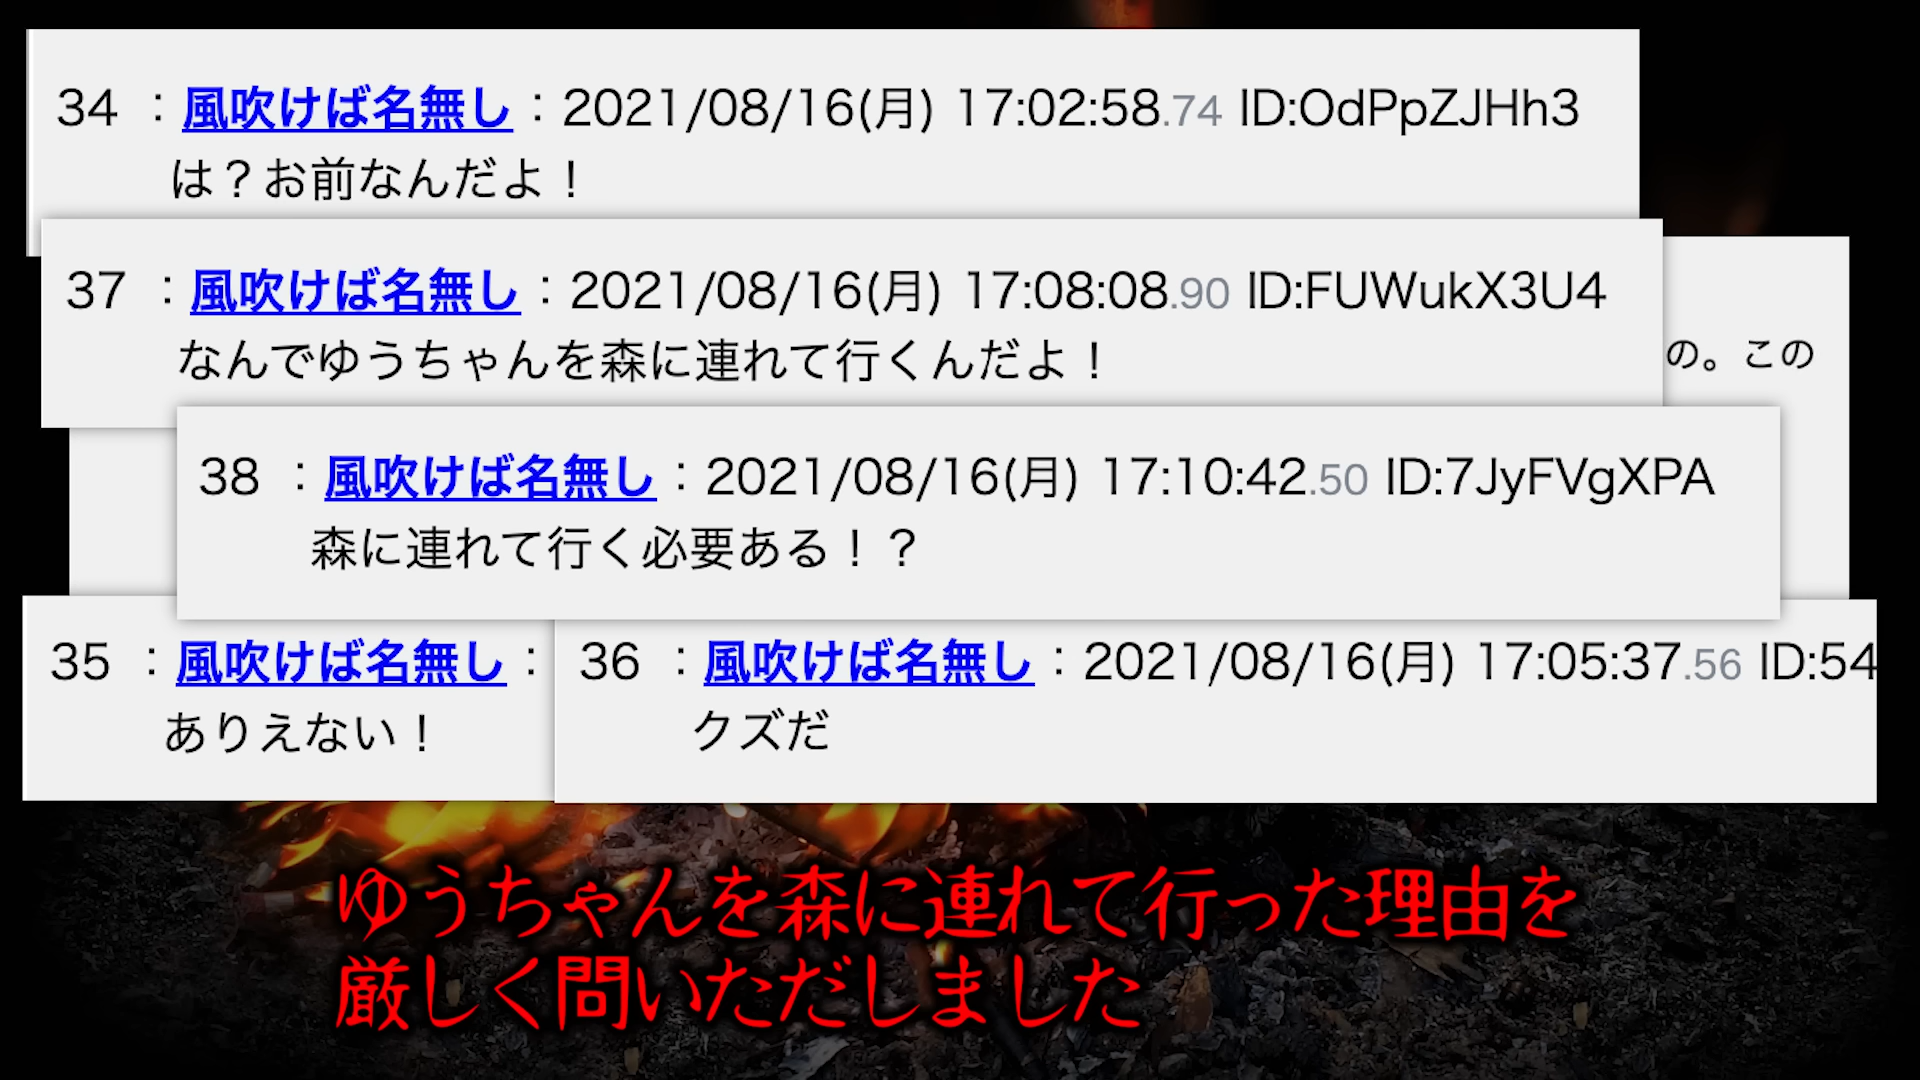 34 ：風吹けば名無し：2021/08/16(月) 17:02:58.74 ID:OdPpZJHh3
は？お前なんだよ！
37 ：風吹けば名無し：2021/08/16(月) 17:08:08.90 ID:FUWukX3U4
なんでゆうちゃんを森に連れて行くんだよ！
の。この
38 ：風吹けば名無し：2021/08/16(月) 17:10:42.50 ID:7JyFVgXPA
森に連れて行く必要ある！？
35 ：風吹けば名無し：
ありえない！
36 ：風吹けば名無し：2021/08/16(月) 17:05:37.56 ID:54
クズだ
ゆうちゃんを森に連れて行った理由を
厳しく問いただしました